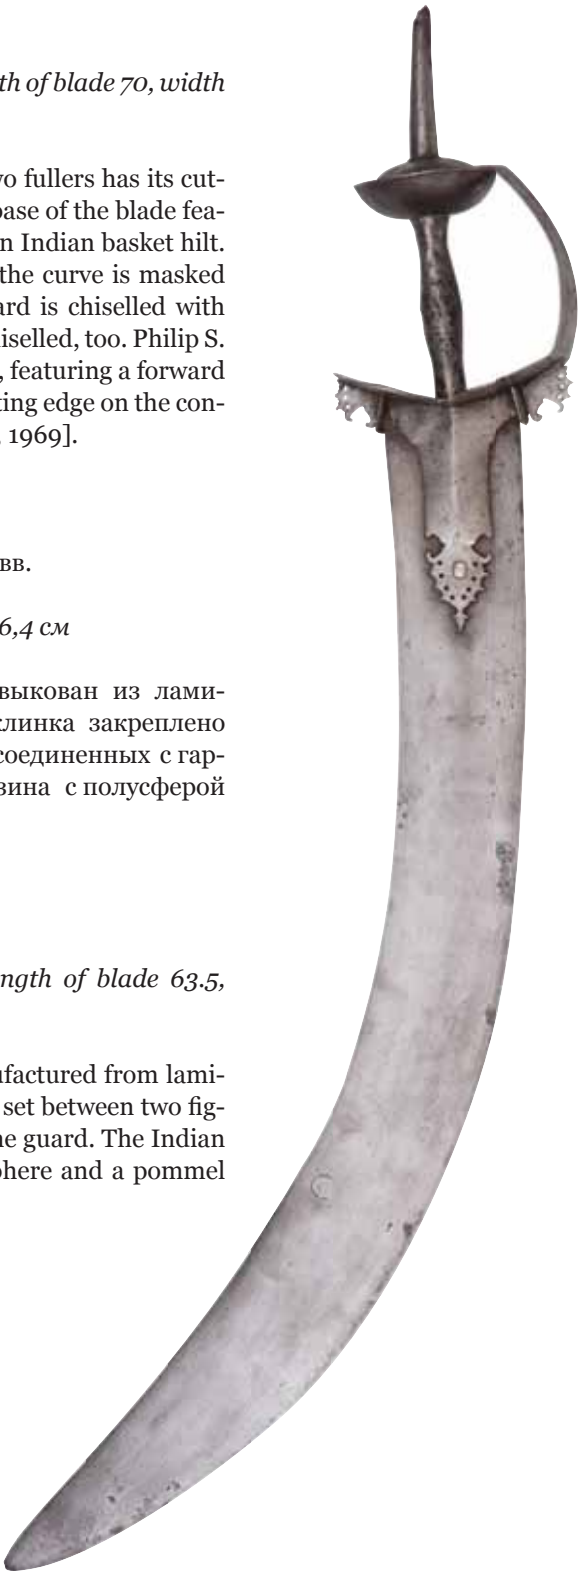 th of blade 70, width
vo fullers has its cut-
base of the blade fea-
n Indian basket hilt.
the curve is masked
ard is chiselled with
iselled, too. Philip S.
, featuring a forward
ting edge on the con-
1969].
вв.
6,4 см
выкован из лами-
клинка закреплено
соединенных с гар-
зина с полусферой
ngth of blade 63.5,
ufactured from lami-
set between two fig-
ne guard. The Indian
phere and a pommel